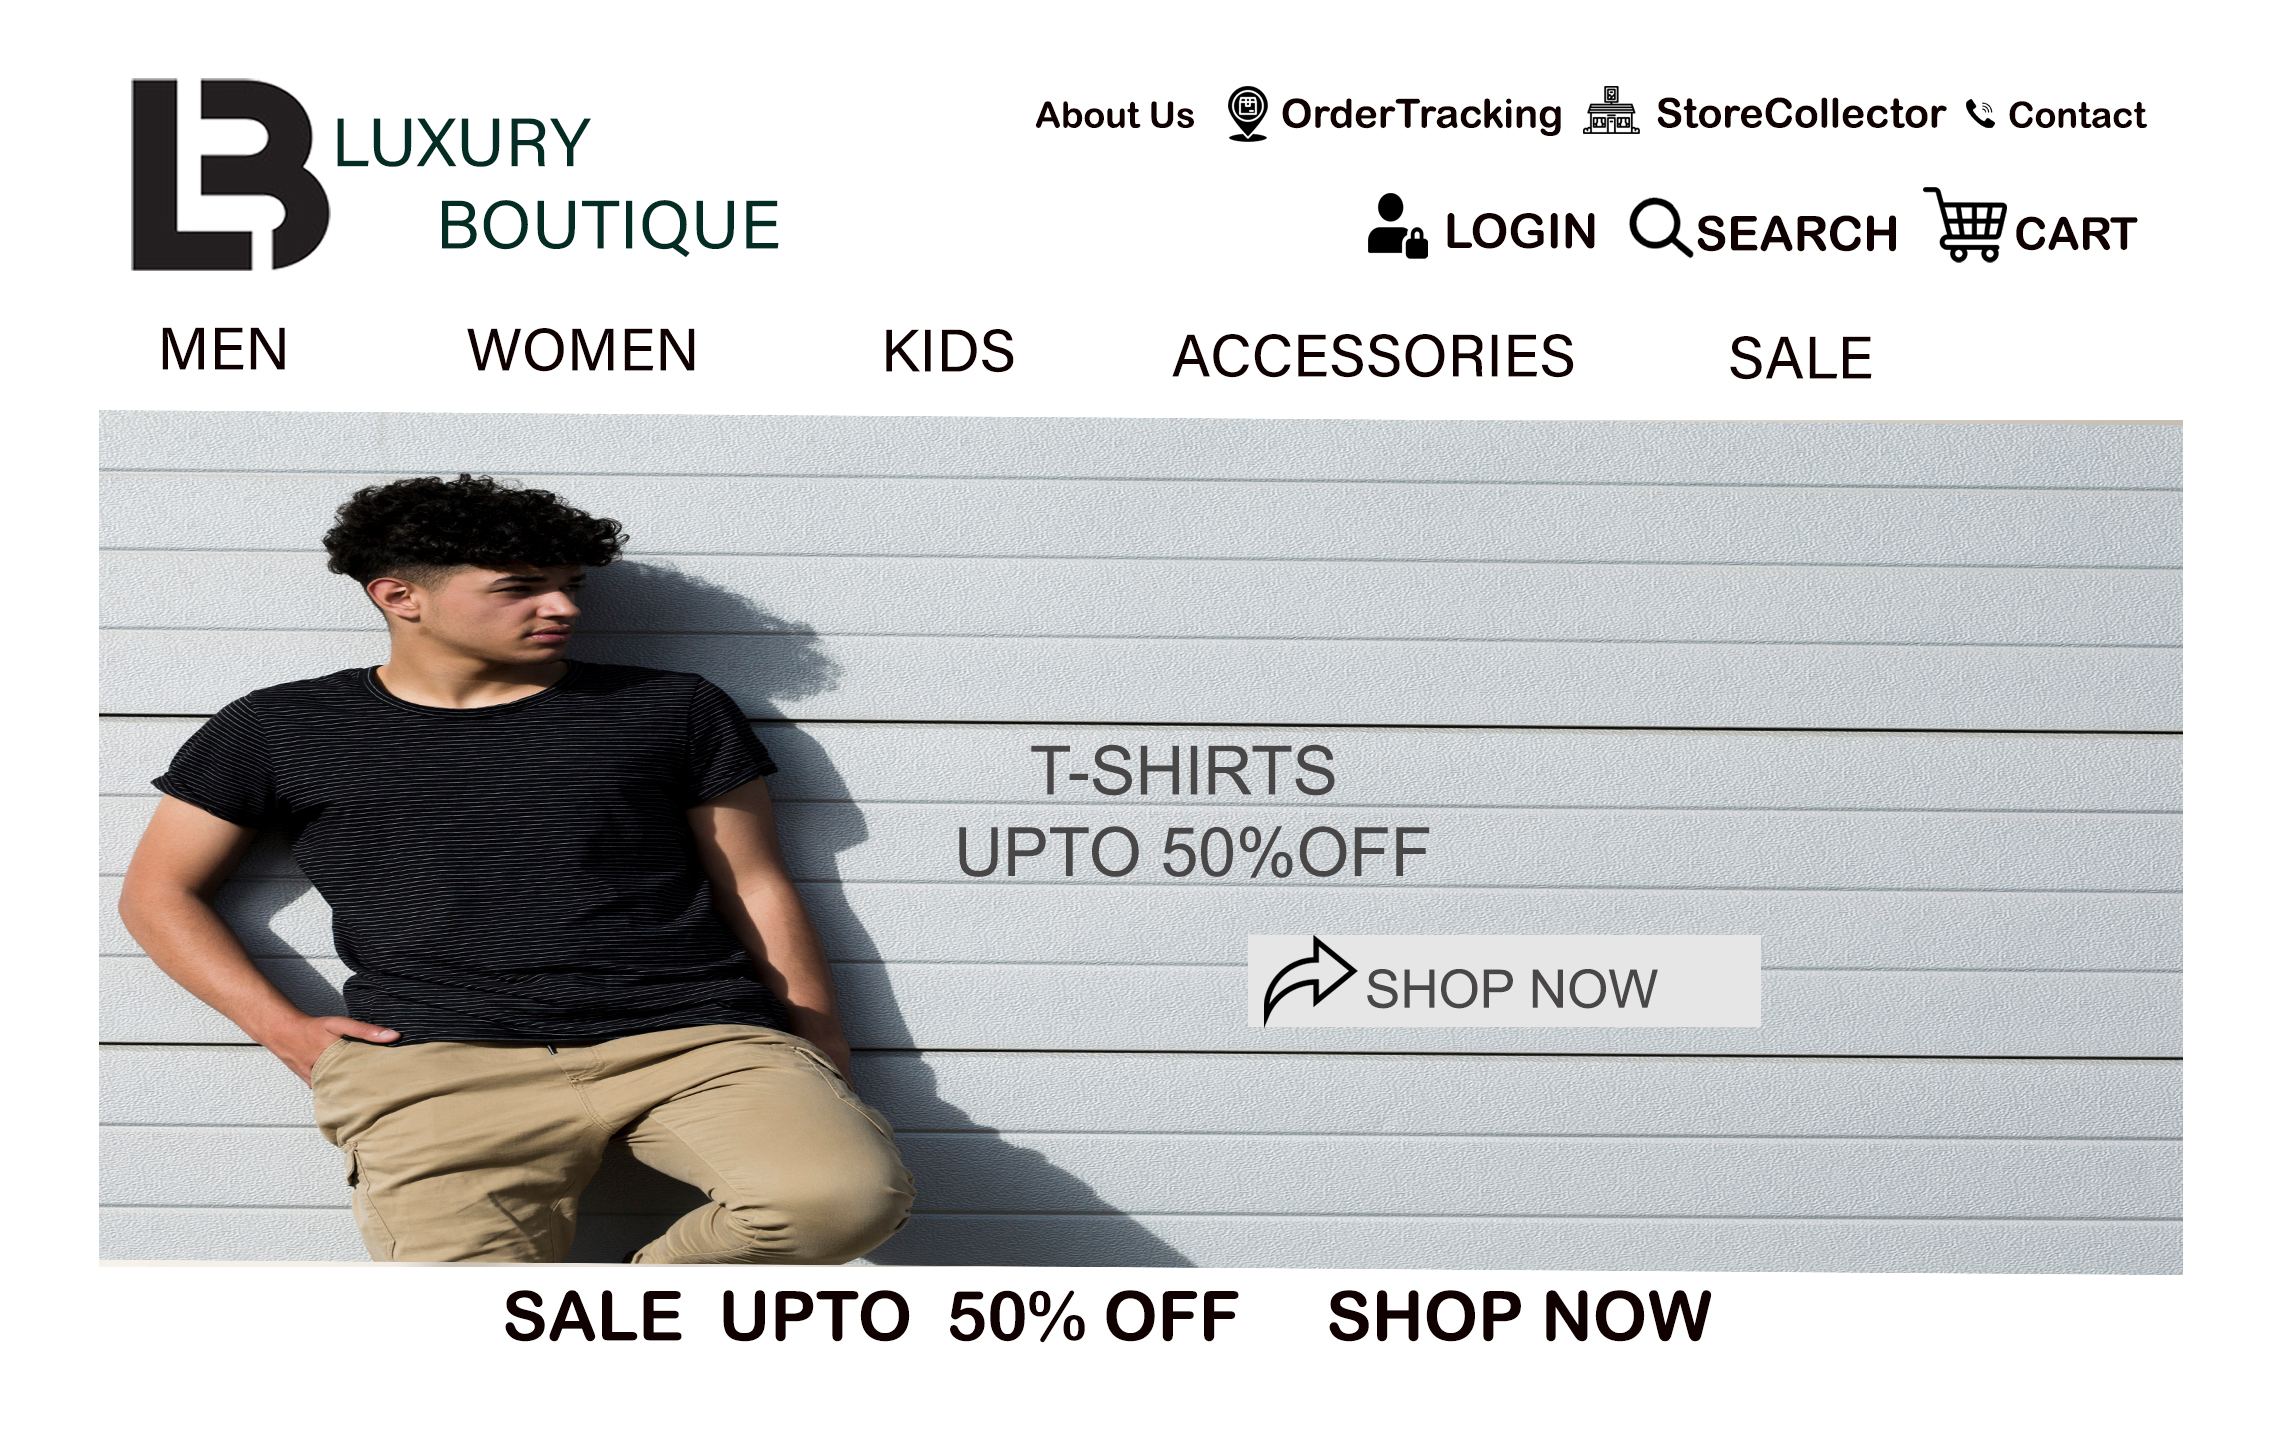 LB
LUXURY
BOUTIQUE
About Us OrderTracking StoreCollector Contact
LOGIN SEARCH CART
MEN WOMEN KIDS ACCESSORIES SALE
T-SHIRTS
UPTO 50%OFF
SHOP NOW
SALE UPTO 50% OFF SHOP NOW